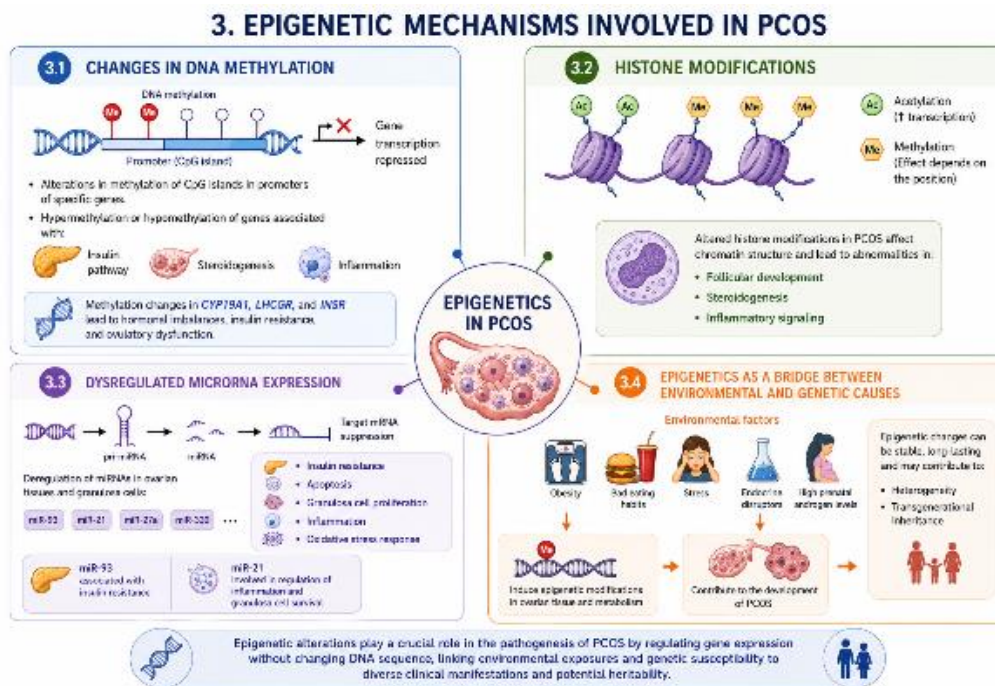 3. EPIGENETIC MECHANISMS INVOLVED IN PCOS
3.1 CHANGES IN DNA METHYLATION
DNA methylation
Me
Me
Promoter (CpG island)
Gene
transcription
repressed
• Alterations in methylation of CpG islands in promoters
of specific genes.
• Hypermethylation or hypomethylation of genes associated
with:
Insulin
pathway
Steroidogenesis
Inflammation
Methylation changes in CYP19A1, LHCGR, and INSR
lead to hormonal imbalances, insulin resistance,
and ovulatory dysfunction.
3.2 HISTONE MODIFICATIONS
Ac
Ac
Me
Me
Me
Ac
Acetylation
(↑ transcription)
Me
Methylation
(Effect depends on
the position)
Altered histone modifications in PCOS affect
chromatin structure and lead to abnormalities in:
• Follicular development
• Steroidogenesis
• Inflammatory signaling
EPIGENETICS
IN PCOS
3.3 DYSREGULATED MICRORNA EXPRESSION
pri-miRNA
miRNA
Target mRNA
suppression
Deregulation of miRNAs in ovarian
tissues and granulosa cells:
miR-93
miR-21
miR-27a
...
• Insulin resistance
• Apoptosis
• Granulosa cell proliferation
• Inflammation
• Oxidative stress response
miR-93
associated with
insulin resistance
miR-21
Involved in regulation of
inflammation and
granulosa cell survival
3.4 EPIGENETICS AS A BRIDGE BETWEEN
ENVIRONMENTAL AND GENETIC CAUSES
Environmental factors
Obesity
Bad eating
habits
Stress
Endocrine
disruptors
High prenatal
androgen levels
Me
Induce epigenetic modifications
in ovarian tissue and metabolism
Contribute to the development
of PCOS
Epigenetic changes can
be stable, long-lasting
and may contribute to:
• Heterogeneity
• Transgenerational
Inheritance
Epigenetic alterations play a crucial role in the pathogenesis of PCOS by regulating gene expression
without changing DNA sequence, linking environmental exposures and genetic susceptibility to
diverse clinical manifestations and potential heritability.